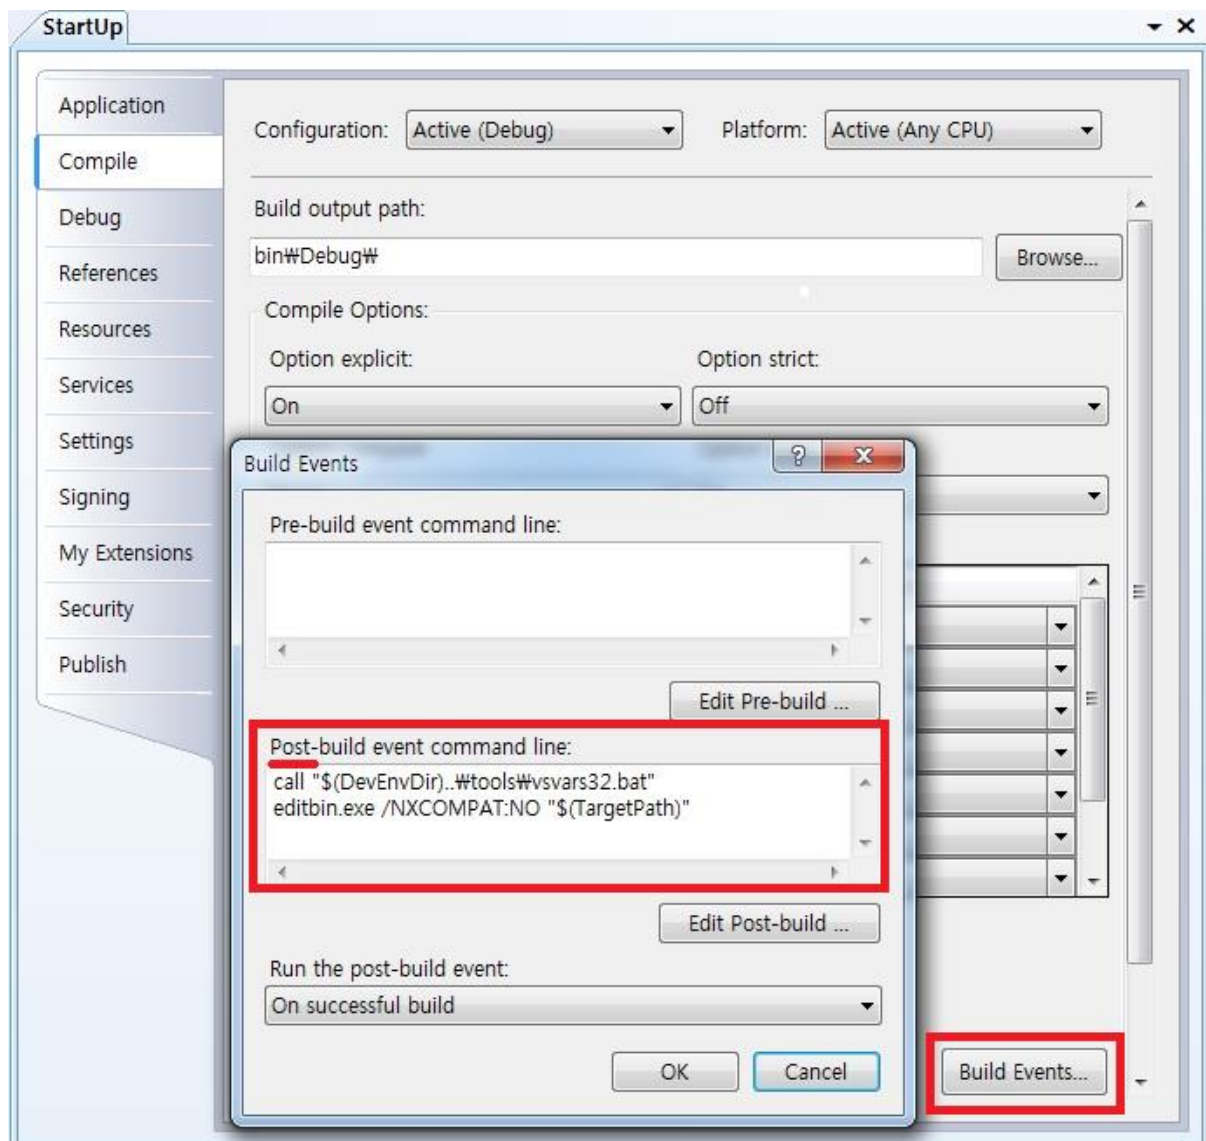 StartUp
Application
Compile
Debug
References
Resources
Services
Settings
Signing
My Extensions
Security
Publish
Configuration: Active (Debug) Platform: Active (Any CPU)
Build output path:
bin₩Debug₩ Browse...
Compile Options:
Option explicit: Option strict:
On Off
Build Events
Pre-build event command line:
Edit Pre-build ...
Post-build event command line:
call "$(DevEnvDir)..₩tools₩vsvars32.bat"
editbin.exe /NXCOMPAT:NO "$(TargetPath)"
Edit Post-build ...
Run the post-build event:
On successful build
OK Cancel
Build Events...